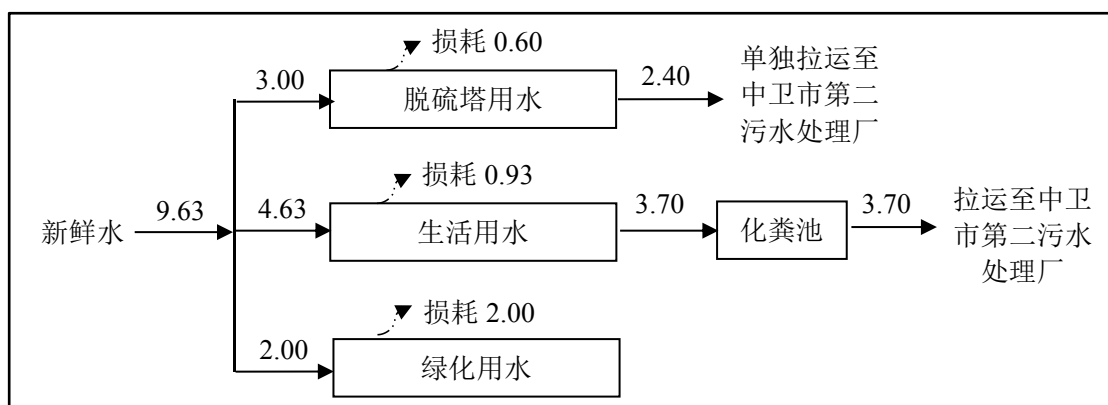 损耗 0.60
3.00
脱硫塔用水
2.40
单独拉运至
中卫市第二
污水处理厂
新鲜水
9.63
损耗 0.93
4.63
生活用水
3.70
化粪池
3.70
拉运至中卫
市第二污水
处理厂
损耗 2.00
2.00
绿化用水